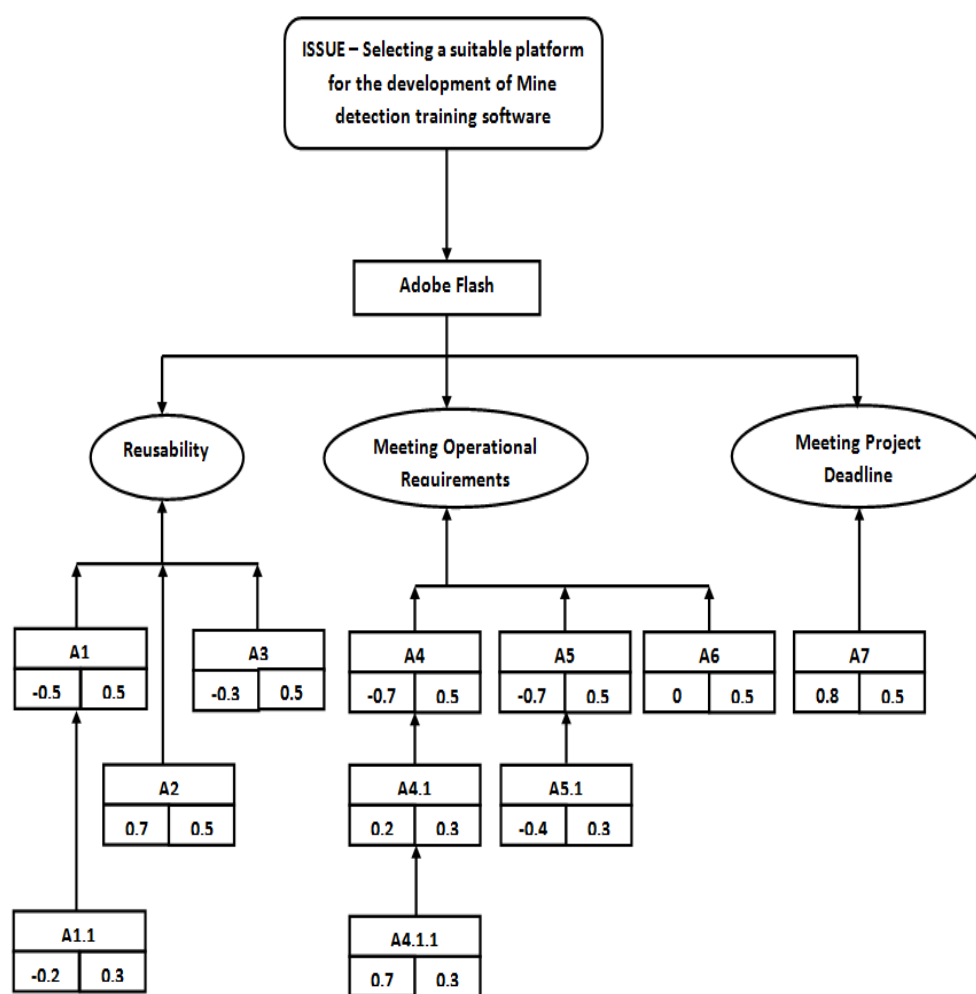 ISSUE – Selecting a suitable platform
for the development of Mine
detection training software
Adobe Flash
Reusability
Meeting Operational
Requirements
Meeting Project
Deadline
A1
-0.5 0.5
A3
-0.3 0.5
A4
-0.7 0.5
A5
-0.7 0.5
A6
0 0.5
A7
0.8 0.5
A2
0.7 0.5
A4.1
0.2 0.3
A5.1
-0.4 0.3
A1.1
-0.2 0.3
A4.1.1
0.7 0.3